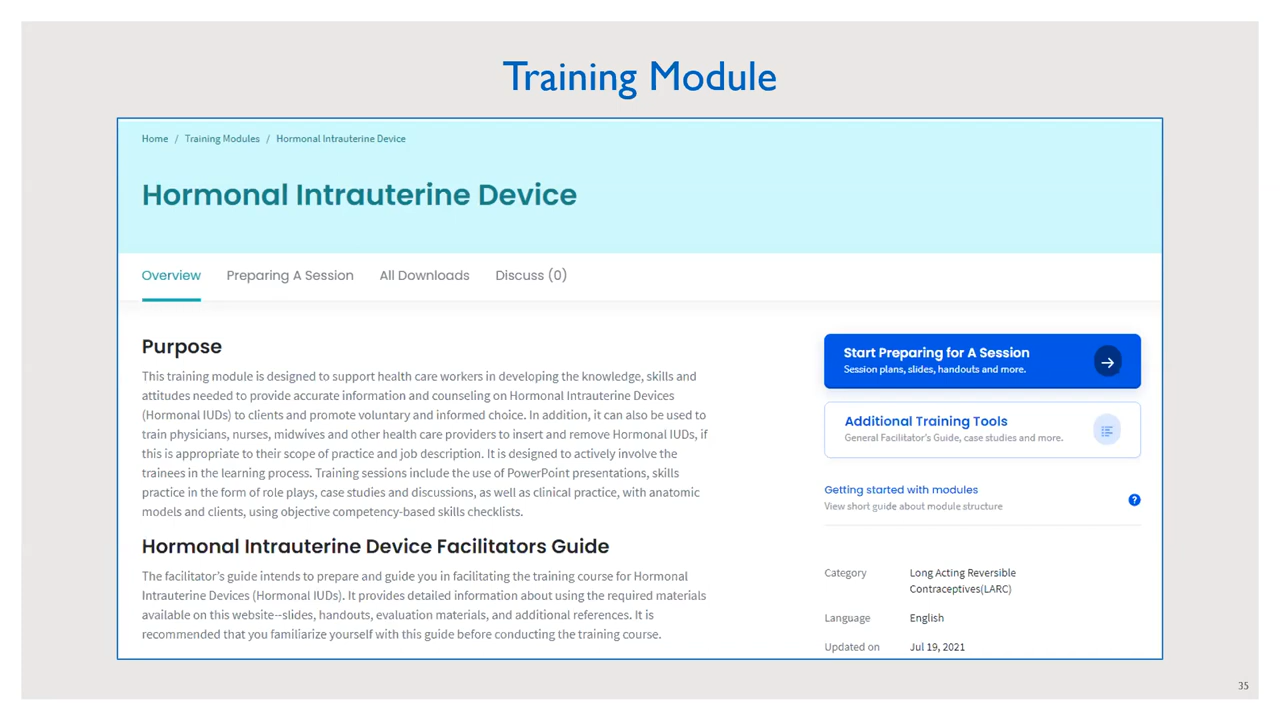 Training Module
Home / Training Modules / Hormonal Intrauterine Device
Hormonal Intrauterine Device
Overview Preparing A Session All Downloads Discuss (0)
Purpose
This training module is designed to support health care workers in developing the knowledge, skills and
attitudes needed to provide accurate information and counseling on Hormonal Intrauterine Devices
(Hormonal IUDs) to clients and promote voluntary and informed choice. In addition, it can also be used to
train physicians, nurses, midwives and other health care providers to insert and remove Hormonal IUDs, if
this is appropriate to their scope of practice and job description. It is designed to actively involve the
trainees in the learning process. Training sessions include the use of PowerPoint presentations, skills
practice in the form of role plays, case studies and discussions, as well as clinical practice, with anatomic
models and clients, using objective competency-based skills checklists.
Hormonal Intrauterine Device Facilitators Guide
The facilitator's guide intends to prepare and guide you in facilitating the training course for Hormonal
Intrauterine Devices (Hormonal IUDs). It provides detailed information about using the required materials
available on this website--slides, handouts, evaluation materials, and additional references. It is
recommended that you familiarize yourself with this guide before conducting the training course.
Start Preparing for A Session
Session plans, slides, handouts and more.
Additional Training Tools
General Facilitator's Guide, case studies and more.
Getting started with modules
View short guide about module structure
?
Category Long Acting Reversible
Contraceptives(LARC)
Language English
Updated on Jul 19, 2021
35